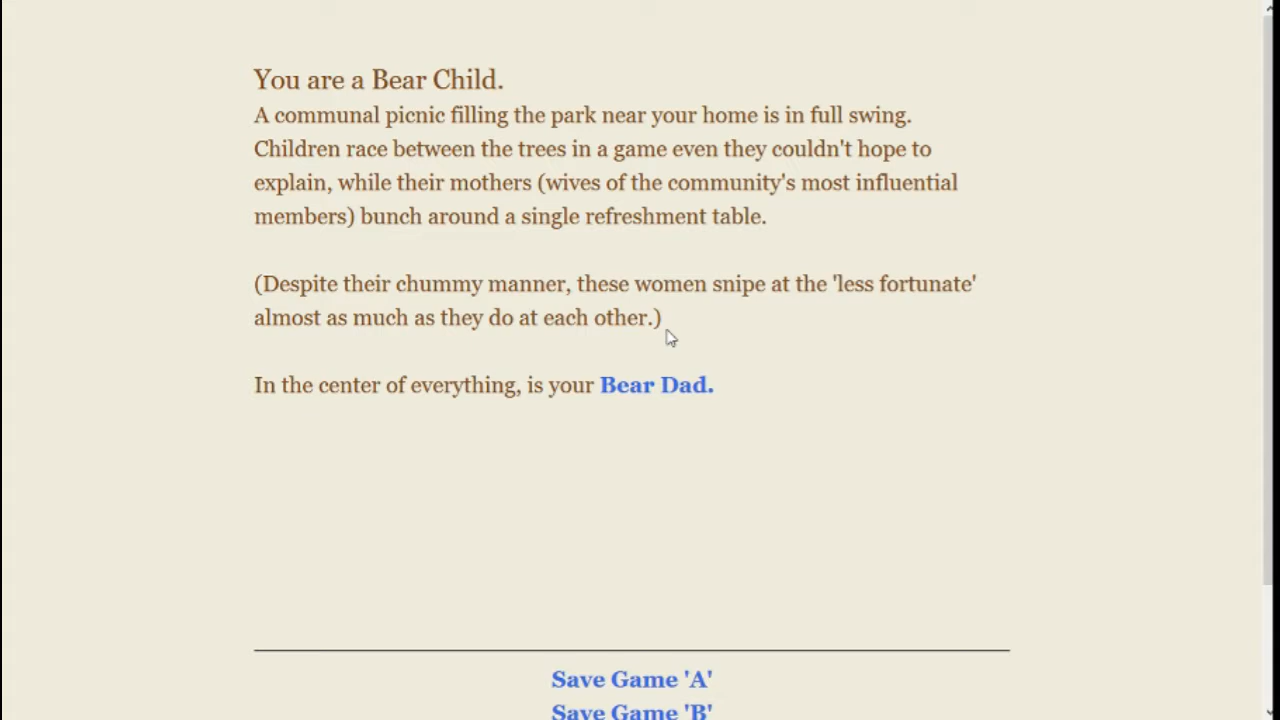 You are a Bear Child.
A communal picnic filling the park near your home is in full swing.
Children race between the trees in a game even they couldn't hope to
explain, while their mothers (wives of the community's most influential
members) bunch around a single refreshment table.
(Despite their chummy manner, these women snipe at the 'less fortunate'
almost as much as they do at each other.)
In the center of everything, is your Bear Dad.
Save Game 'A'
Save Game 'B'